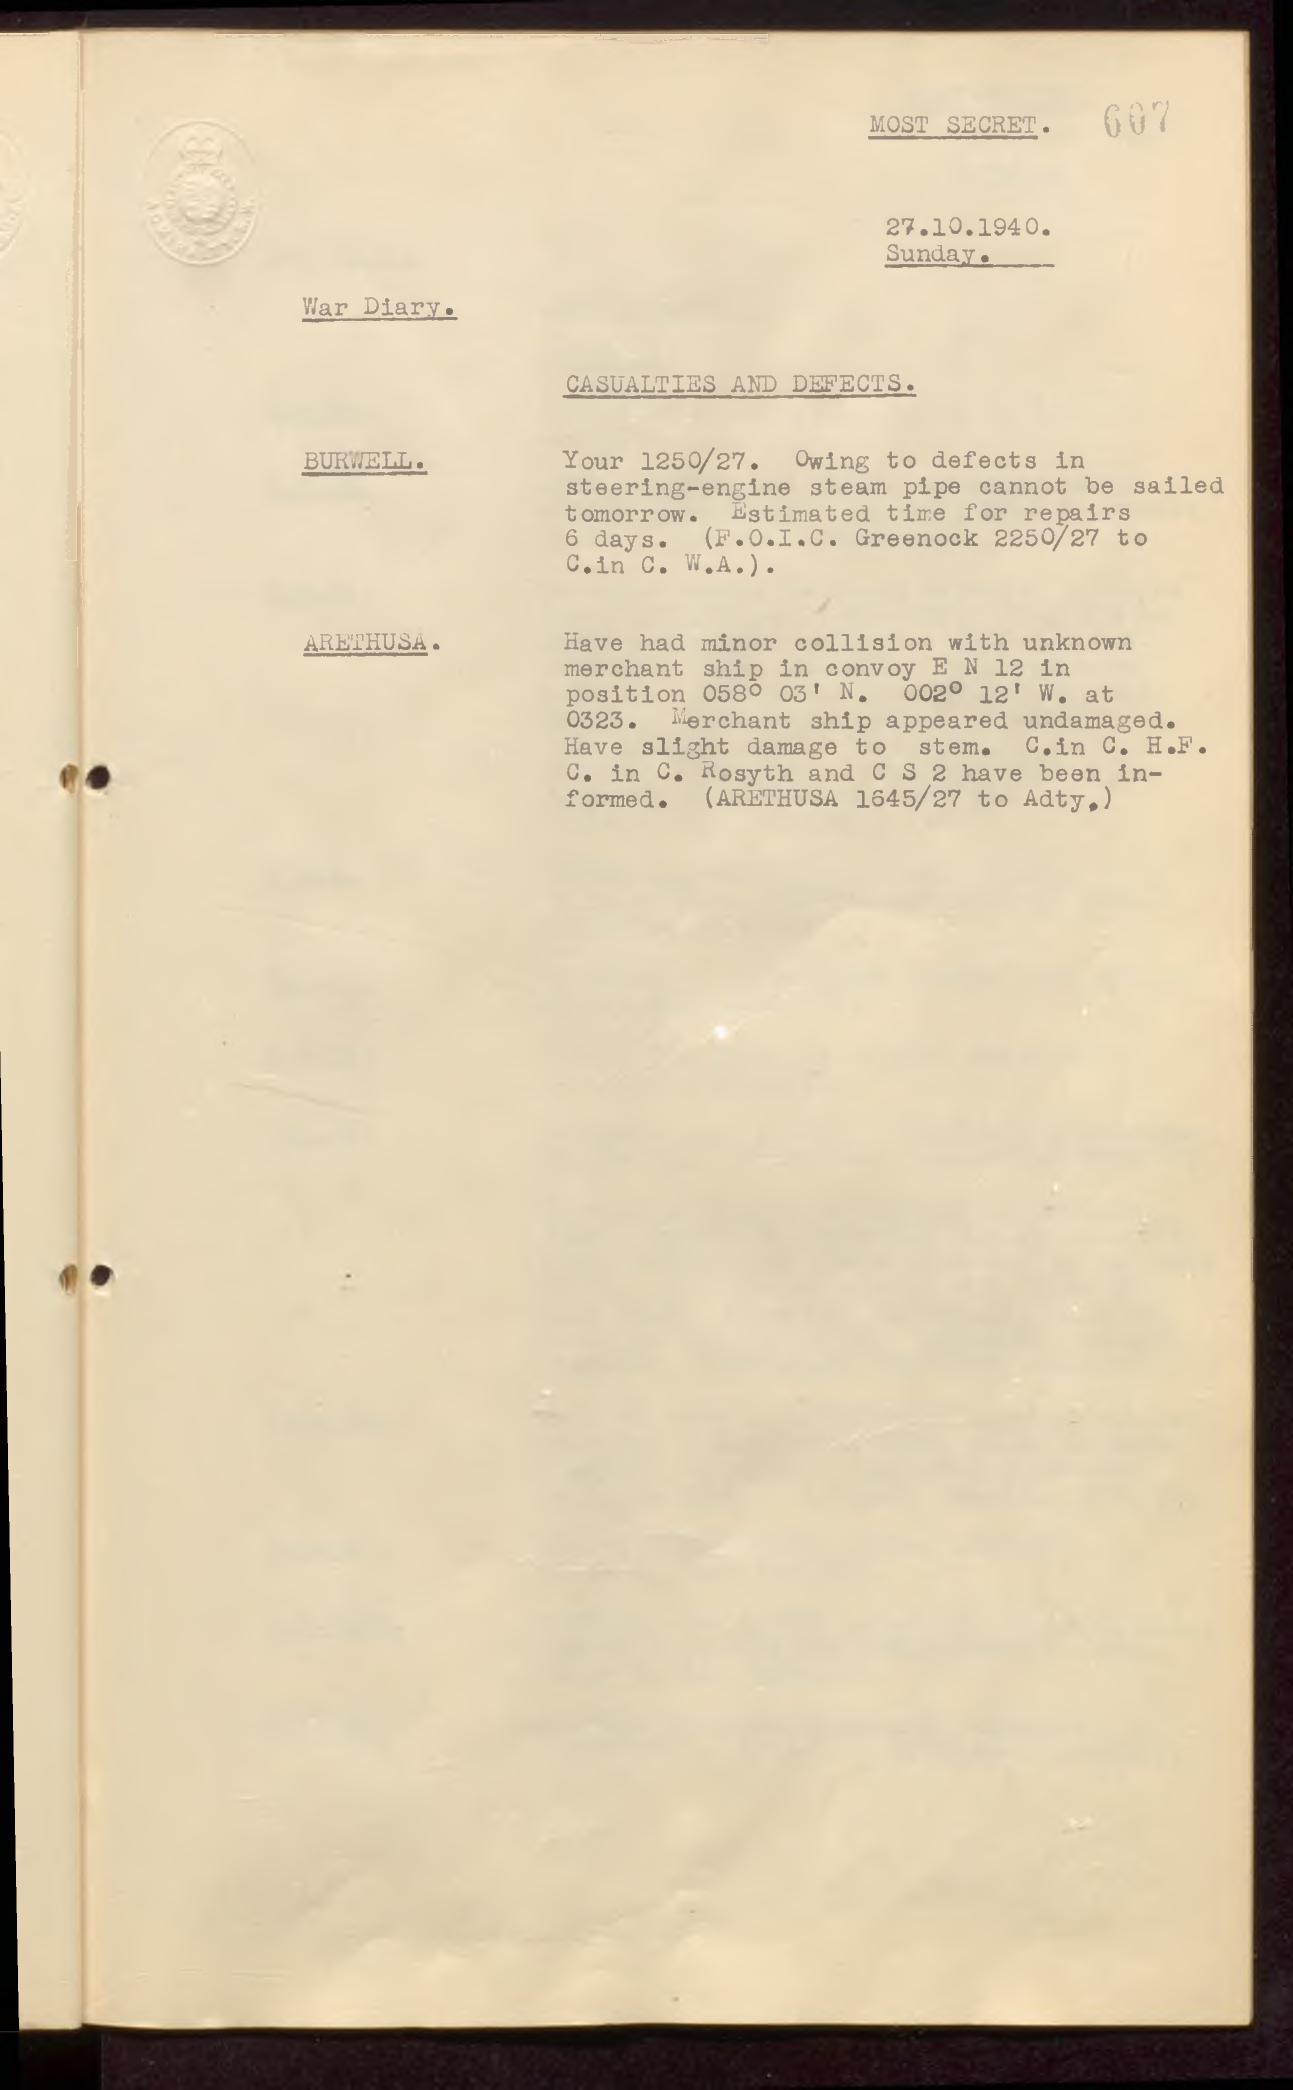 MOST SECRET. 607
27.10.1940.
Sunday.
War Diary.
CASUALTIES AND DEFECTS.
BURWELL. Your 1250/27. Owing to defects in
steering-engine steam pipe cannot be sailed
tomorrow. Estimated time for repairs
6 days. (F.O.I.C. Greenock 2250/27 to
C.in C. W.A.).
ARETHUSA. Have had minor collision with unknown
merchant ship in convoy E N 12 in
position 058° 03' N. 002° 12' W. at
0323. Merchant ship appeared undamaged.
Have slight damage to stem. C.in C. H.F.
C. in C. Rosyth and C S 2 have been in-
formed. (ARETHUSA 1645/27 to Adty.)